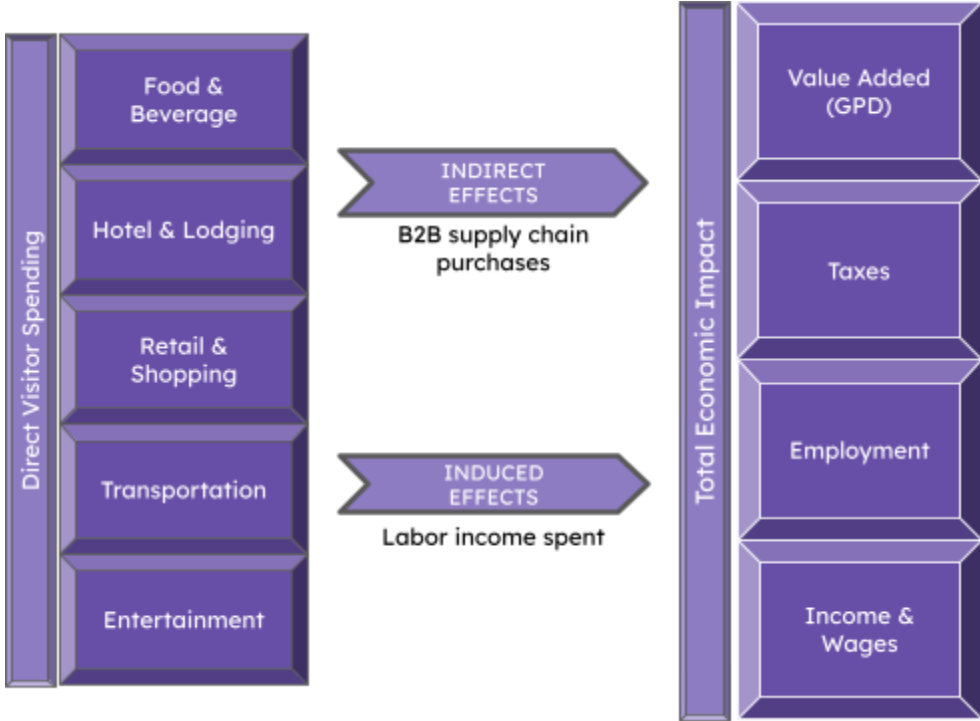 Direct Visitor Spending
Food &
Beverage
Hotel & Lodging
Retail &
Shopping
Transportation
Entertainment
INDIRECT
EFFECTS
B2B supply chain
purchases
INDUCED
EFFECTS
Labor income spent
Total Economic Impact
Value Added
(GPD)
Taxes
Employment
Income &
Wages